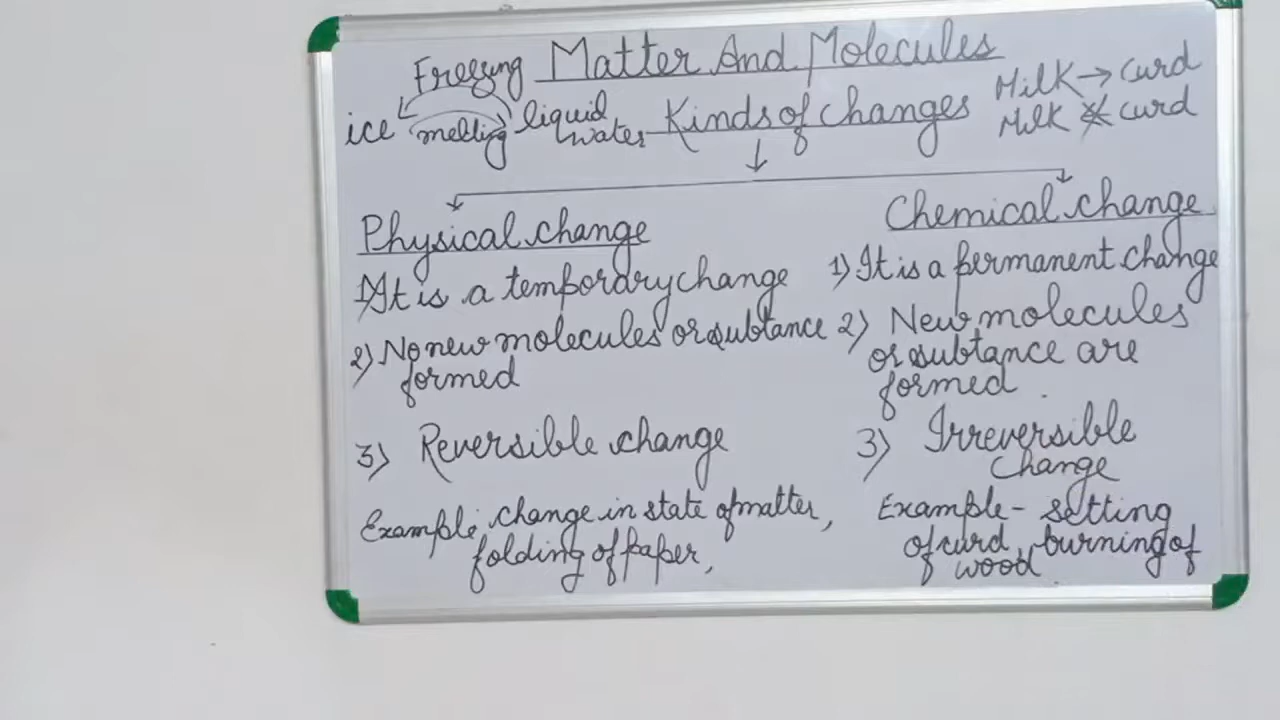 Matter And Molecules
Freezing
ice melting liquid water
Kinds of changes
Milk → curd
Milk ↚ curd
Physical change
1) It is a temporary change
2) No new molecules or subtance
formed
3) Reversible change
Example: change in state of matter,
folding of paper,
Chemical change
1) It is a permanent change
2) New molecules
or subtance are
formed.
3) Irreversible
change
Example - setting
of curd, burning of
wood.